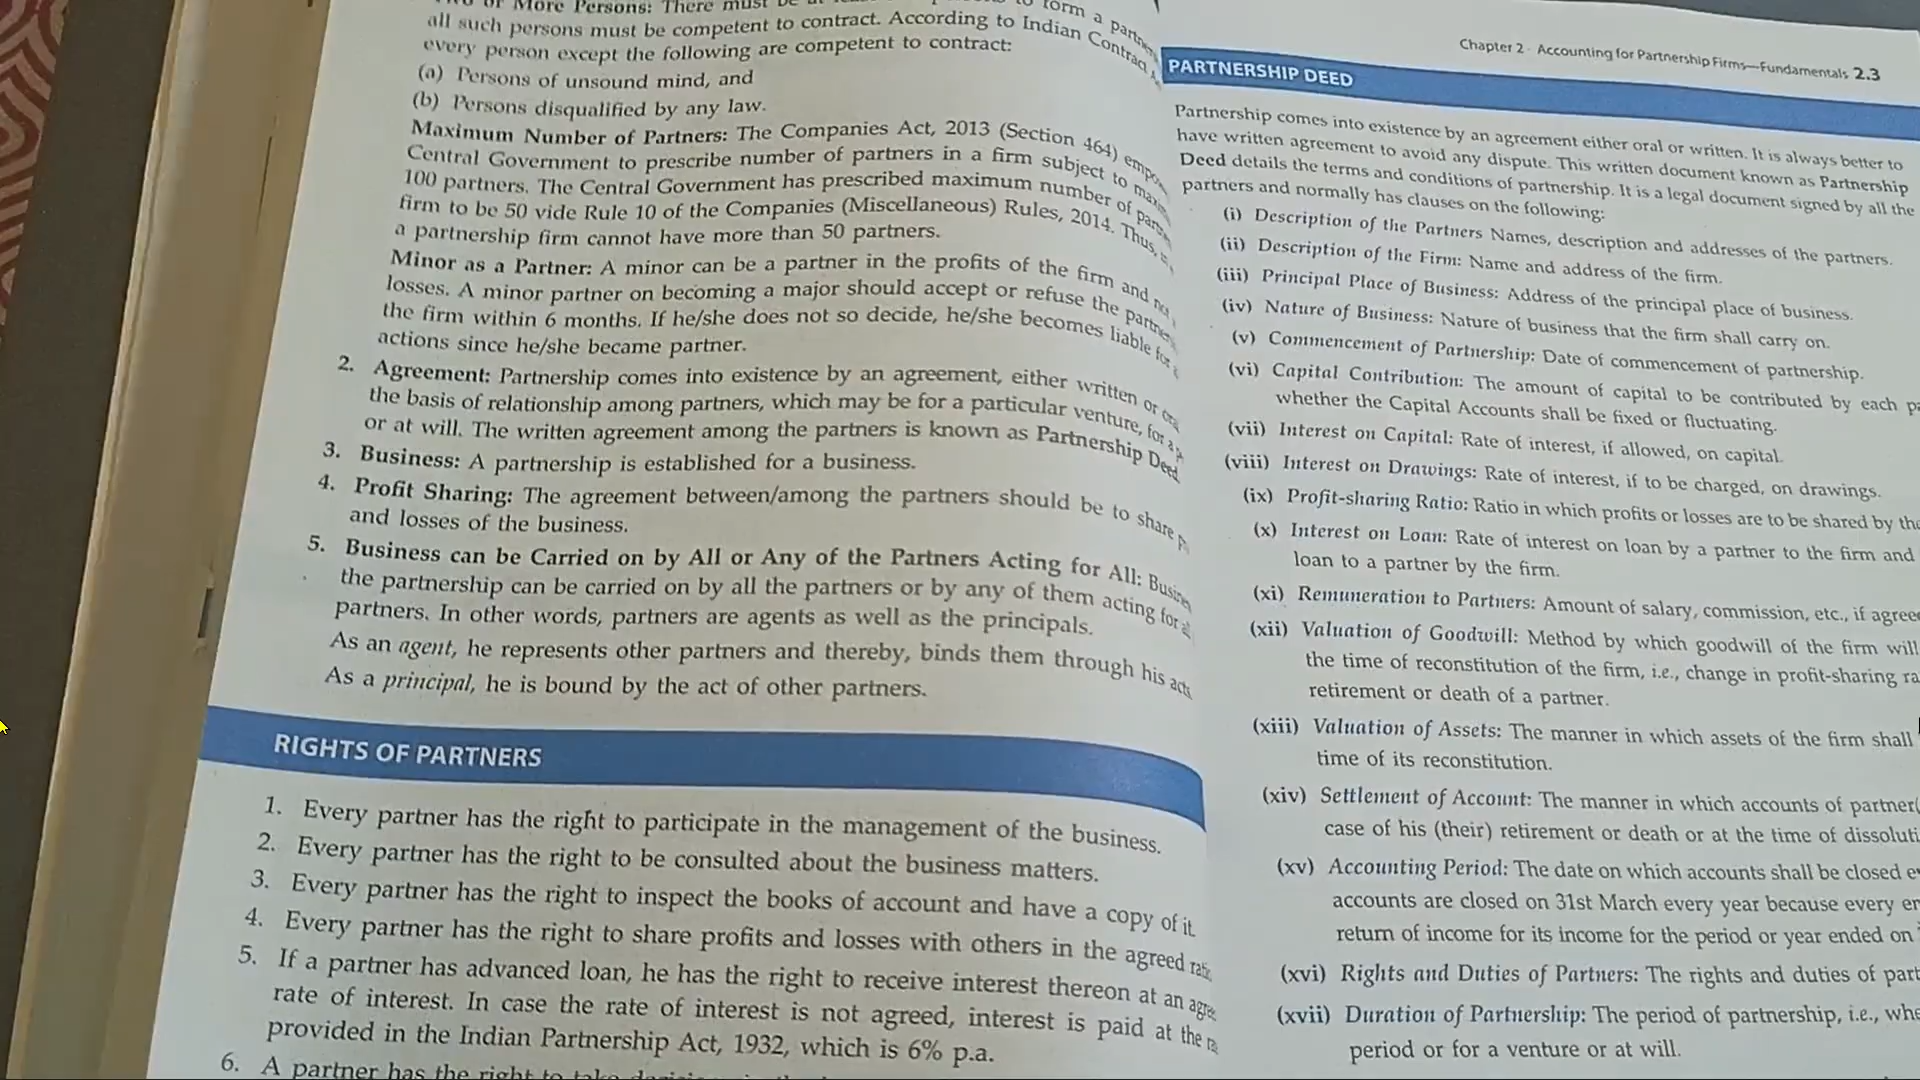 More Persons: There must be
form a
all such persons must be competent to contract. According to Indian Contract
every person except the following are competent to contract:
(a) Persons of unsound mind, and
(b) Persons disqualified by any law.
Maximum Number of Partners: The Companies Act, 2013 (Section 464)
Central Government to prescribe number of partners in a firm subject to
100 partners. The Central Government has prescribed maximum number of
firm to be 50 vide Rule 10 of the Companies (Miscellaneous) Rules, 2014. Thus,
a partnership firm cannot have more than 50 partners.
Minor as a Partner: A minor can be a partner in the profits of the firm and
losses. A minor partner on becoming a major should accept or refuse the
the firm within 6 months. If he/she does not so decide, he/she becomes liable for
actions since he/she became partner.
2. Agreement: Partnership comes into existence by an agreement, either written or
the basis of relationship among partners, which may be for a particular venture, for a
or at will. The written agreement among the partners is known as Partnership Deed
3. Business: A partnership is established for a business.
4. Profit Sharing: The agreement between/among the partners should be to share
and losses of the business.
5. Business can be Carried on by All or Any of the Partners Acting for All:
the partnership can be carried on by all the partners or by any of them acting for
partners. In other words, partners are agents as well as the principals.
As an agent, he represents other partners and thereby, binds them through his acts
As a principal, he is bound by the act of other partners.
RIGHTS OF PARTNERS
1. Every partner has the right to participate in the management of the business.
2. Every partner has the right to be consulted about the business matters.
3. Every partner has the right to inspect the books of account and have a copy of it.
4. Every partner has the right to share profits and losses with others in the agreed
5. If a partner has advanced loan, he has the right to receive interest thereon at an
rate of interest. In case the rate of interest is not agreed, interest is paid at the
provided in the Indian Partnership Act, 1932, which is 6% p.a.
6. A partner has the right to
Chapter 2 · Accounting for Partnership Firms—Fundamentals 2.3
PARTNERSHIP DEED
Partnership comes into existence by an agreement either oral or written. It is always better to
have written agreement to avoid any dispute. This written document known as Partnership
Deed details the terms and conditions of partnership. It is a legal document signed by all the
partners and normally has clauses on the following:
(i) Description of the Partners Names, description and addresses of the partners.
(ii) Description of the Firm: Name and address of the firm.
(iii) Principal Place of Business: Address of the principal place of business.
(iv) Nature of Business: Nature of business that the firm shall carry on.
(v) Commencement of Partnership: Date of commencement of partnership.
(vi) Capital Contribution: The amount of capital to be contributed by each
whether the Capital Accounts shall be fixed or fluctuating.
(vii) Interest on Capital: Rate of interest, if allowed, on capital.
(viii) Interest on Drawings: Rate of interest, if to be charged, on drawings.
(ix) Profit-sharing Ratio: Ratio in which profits or losses are to be shared by
(x) Interest on Loan: Rate of interest on loan by a partner to the firm and
loan to a partner by the firm.
(xi) Remuneration to Partners: Amount of salary, commission, etc., if
(xii) Valuation of Goodwill: Method by which goodwill of the firm will
the time of reconstitution of the firm, i.e., change in profit-sharing
retirement or death of a partner.
(xiii) Valuation of Assets: The manner in which assets of the firm shall
time of its reconstitution.
(xiv) Settlement of Account: The manner in which accounts of
case of his (their) retirement or death or at the time of
(xv) Accounting Period: The date on which accounts shall be closed
accounts are closed on 31st March every year because every
return of income for its income for the period or year ended on
(xvi) Rights and Duties of Partners: The rights and duties of
(xvii) Duration of Partnership: The period of partnership, i.e.,
period or for a venture or at will.